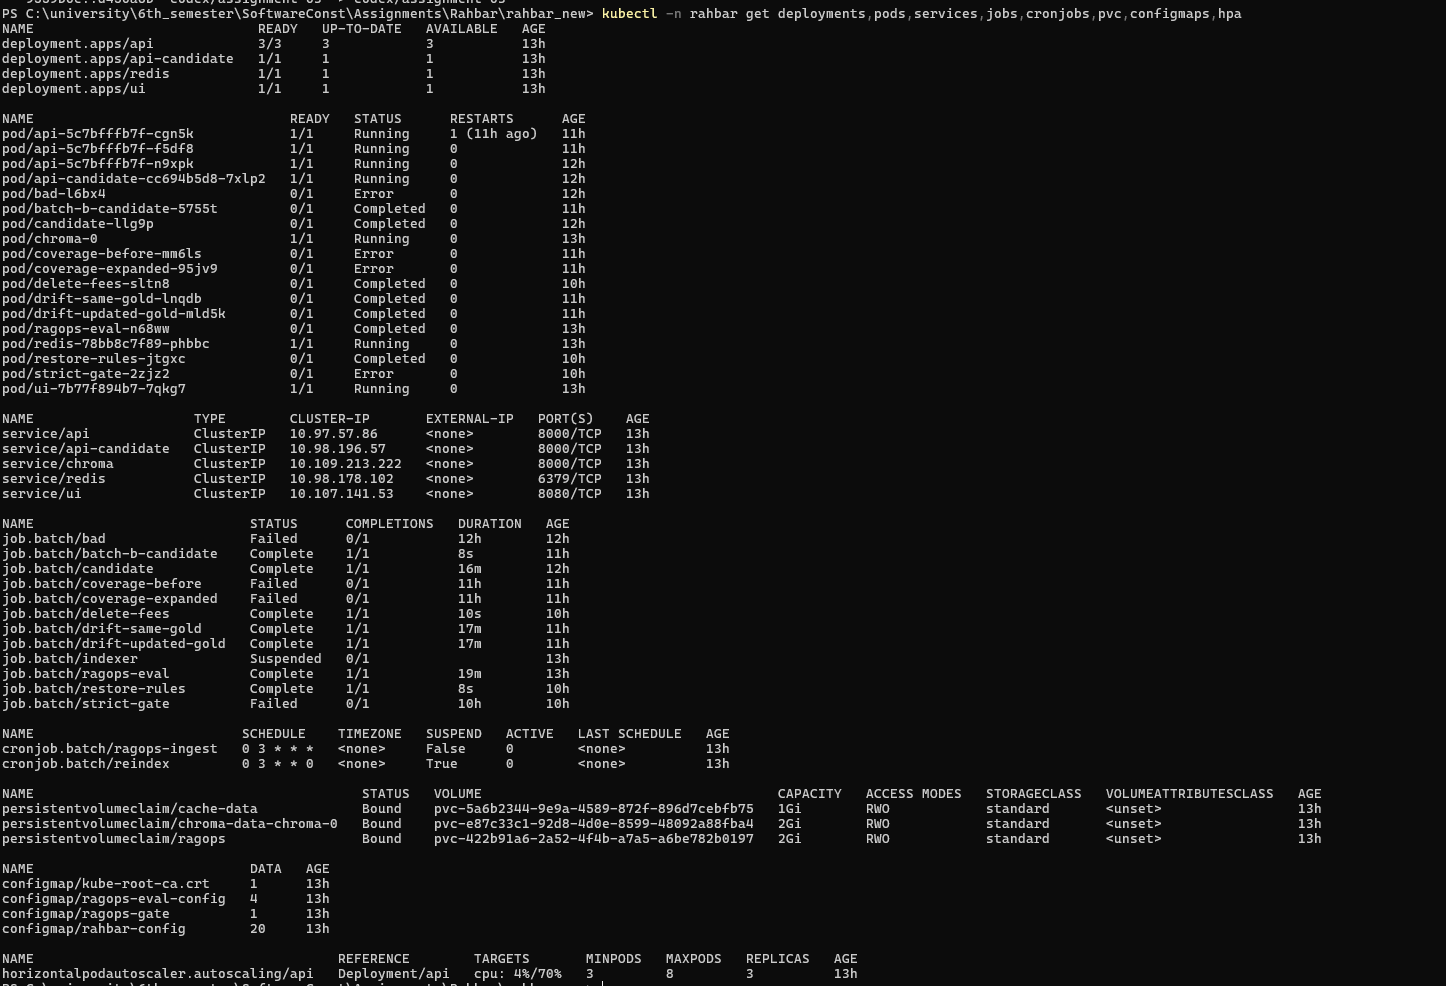 PS C:\university\6th_semester\SoftwareConst\Assignments\Rahbar\rahbar_new> kubectl -n rahbar get deployments,pods,services,jobs,cronjobs,pvc,configmaps,hpa
NAME READY UP-TO-DATE AVAILABLE AGE
deployment.apps/api 3/3 3 3 13h
deployment.apps/api-candidate 1/1 1 1 13h
deployment.apps/redis 1/1 1 1 13h
deployment.apps/ui 1/1 1 1 13h
NAME READY STATUS RESTARTS AGE
pod/api-5c7bfffb7f-cgn5k 1/1 Running 1 (11h ago) 11h
pod/api-5c7bfffb7f-f5df8 1/1 Running 0 11h
pod/api-5c7bfffb7f-n9xpk 1/1 Running 0 12h
pod/api-candidate-cc694b5d8-7xlp2 1/1 Running 0 12h
pod/bad-l6bx4 0/1 Error 0 12h
pod/batch-b-candidate-5755t 0/1 Completed 0 11h
pod/candidate-llg9p 0/1 Completed 0 12h
pod/chroma-0 1/1 Running 0 13h
pod/coverage-before-mm6ls 0/1 Error 0 11h
pod/coverage-expanded-95jv9 0/1 Error 0 11h
pod/delete-fees-sltn8 0/1 Completed 0 10h
pod/drift-same-gold-lnqdb 0/1 Completed 0 11h
pod/drift-updated-gold-mld5k 0/1 Completed 0 11h
pod/ragops-eval-n68ww 0/1 Completed 0 13h
pod/redis-78bb8c7f89-phbbc 1/1 Running 0 13h
pod/restore-rules-jtgxc 0/1 Completed 0 10h
pod/strict-gate-2zjz2 0/1 Error 0 10h
pod/ui-7b77f894b7-7qkg7 1/1 Running 0 13h
NAME TYPE CLUSTER-IP EXTERNAL-IP PORT(S) AGE
service/api ClusterIP 10.97.57.86 <none> 8000/TCP 13h
service/api-candidate ClusterIP 10.98.196.57 <none> 8000/TCP 13h
service/chroma ClusterIP 10.109.213.222 <none> 8000/TCP 13h
service/redis ClusterIP 10.98.178.102 <none> 6379/TCP 13h
service/ui ClusterIP 10.107.141.53 <none> 8080/TCP 13h
NAME STATUS COMPLETIONS DURATION AGE
job.batch/bad Failed 0/1 12h 12h
job.batch/batch-b-candidate Complete 1/1 8s 11h
job.batch/candidate Complete 1/1 16m 12h
job.batch/coverage-before Failed 0/1 11h 11h
job.batch/coverage-expanded Failed 0/1 11h 11h
job.batch/delete-fees Complete 1/1 10s 10h
job.batch/drift-same-gold Complete 1/1 17m 11h
job.batch/drift-updated-gold Complete 1/1 17m 11h
job.batch/indexer Suspended 0/1 13h
job.batch/ragops-eval Complete 1/1 19m 13h
job.batch/restore-rules Complete 1/1 8s 10h
job.batch/strict-gate Failed 0/1 10h 10h
NAME SCHEDULE TIMEZONE SUSPEND ACTIVE LAST SCHEDULE AGE
cronjob.batch/ragops-ingest 0 3 * * * <none> False 0 <none> 13h
cronjob.batch/reindex 0 3 * * 0 <none> True 0 <none> 13h
NAME STATUS VOLUME CAPACITY ACCESS MODES STORAGECLASS VOLUMEATTRIBUTESCLASS AGE
persistentvolumeclaim/cache-data Bound pvc-5a6b2344-9e9a-4589-872f-896d7cebfb75 1Gi RWO standard <unset> 13h
persistentvolumeclaim/chroma-data-chroma-0 Bound pvc-e87c33c1-92d8-4d0e-8599-48092a88fba4 2Gi RWO standard <unset> 13h
persistentvolumeclaim/ragops Bound pvc-422b91a6-2a52-4f4b-a7a5-a6be782b0197 2Gi RWO standard <unset> 13h
NAME DATA AGE
configmap/kube-root-ca.crt 1 13h
configmap/ragops-eval-config 4 13h
configmap/ragops-gate 1 13h
configmap/rahbar-config 20 13h
NAME REFERENCE TARGETS MINPODS MAXPODS REPLICAS AGE
horizontalpodautoscaler.autoscaling/api Deployment/api cpu: 4%/70% 3 8 3 13h